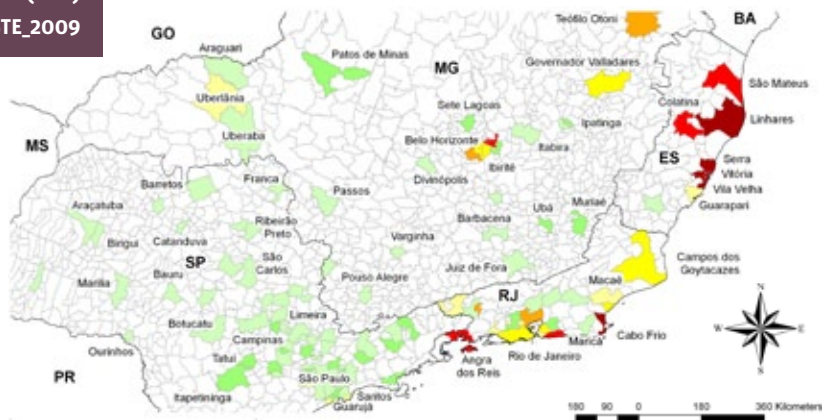 TE_2009
GO
BA
Teófilo Otoni
Araguari
Patos de Minas
MG
Governador Valladares
Uberlânia
Sete Lagoas
Colatina
São Mateus
Linhares
Uberaba
Belo Horizonte
Ipatinga
Itabira
MS
Ibirité
ES
Serra
Vitória
Vila Velha
Guarapari
Barretos
Franca
Divinópolis
Passos
Araçatuba
Ribeirão
Preto
Barbacena
Ubá
Muriaé
Birigui
Catanduva
Varginha
SP
São
Carlos
Juiz de Fora
Campos dos
Goytacazes
Marília
Bauru
Pouso Alegre
Macaé
RJ
N
Botucatu
Limeira
W
E
Ourinhos
Campinas
Maricá
Cabo Frio
Tatuí
Angra
dos Reis
Rio de Janeiro
S
PR
Itapetininga
São Paulo
Santos
Guarujá
180 90 0 180 360 Kilometers